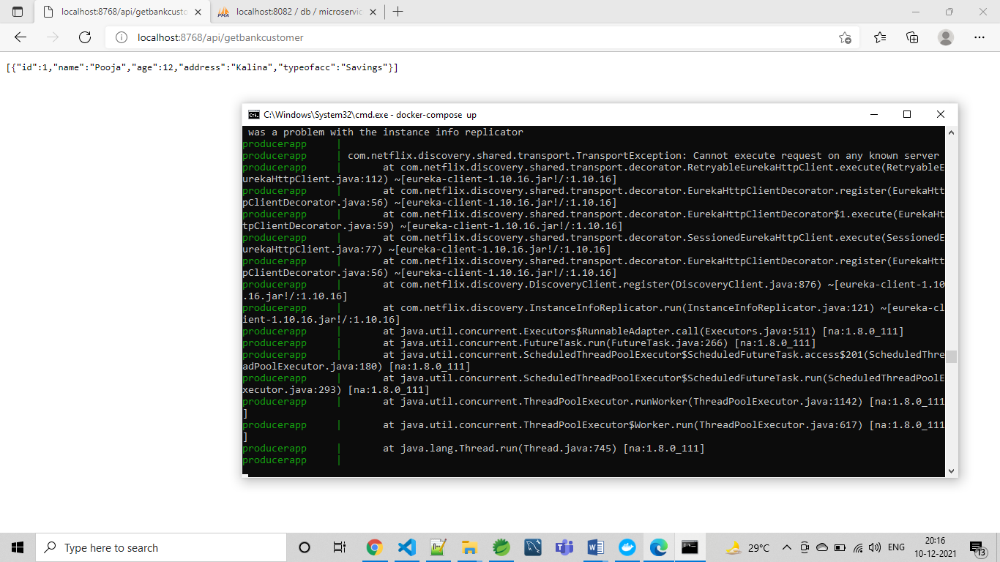 localhost:8768/api/getbankcusto
localhost:8082 / db / microservic
localhost:8768/api/getbankcustomer
[{"id":1,"name":"Pooja","age":12,"address":"Kalina","typeofacc":"Savings"}]
C:\Windows\System32\cmd.exe - docker-compose up
was a problem with the instance info replicator
producerapp |
producerapp | com.netflix.discovery.shared.transport.TransportException: Cannot execute request on any known server
producerapp | at com.netflix.discovery.shared.transport.decorator.RetryableEurekaHttpClient.execute(RetryableE
urekaHttpClient.java:112) ~[eureka-client-1.10.16.jar!/:1.10.16]
producerapp | at com.netflix.discovery.shared.transport.decorator.EurekaHttpClientDecorator.register(EurekaHtt
pClientDecorator.java:56) ~[eureka-client-1.10.16.jar!/:1.10.16]
producerapp | at com.netflix.discovery.shared.transport.decorator.EurekaHttpClientDecorator$1.execute(EurekaHt
tpClientDecorator.java:59) ~[eureka-client-1.10.16.jar!/:1.10.16]
producerapp | at com.netflix.discovery.shared.transport.decorator.SessionedEurekaHttpClient.execute(SessionedE
urekaHttpClient.java:77) ~[eureka-client-1.10.16.jar!/:1.10.16]
producerapp | at com.netflix.discovery.shared.transport.decorator.EurekaHttpClientDecorator.register(EurekaHtt
pClientDecorator.java:56) ~[eureka-client-1.10.16.jar!/:1.10.16]
producerapp | at com.netflix.discovery.DiscoveryClient.register(DiscoveryClient.java:876) ~[eureka-client-1.10
.16.jar!/:1.10.16]
producerapp | at com.netflix.discovery.InstanceInfoReplicator.run(InstanceInfoReplicator.java:121) ~[eureka-cl
ient-1.10.16.jar!/:1.10.16]
producerapp | at java.util.concurrent.Executors$RunnableAdapter.call(Executors.java:511) [na:1.8.0_111]
producerapp | at java.util.concurrent.FutureTask.run(FutureTask.java:266) [na:1.8.0_111]
producerapp | at java.util.concurrent.ScheduledThreadPoolExecutor$ScheduledFutureTask.access$201(ScheduledThre
adPoolExecutor.java:180) [na:1.8.0_111]
producerapp | at java.util.concurrent.ScheduledThreadPoolExecutor$ScheduledFutureTask.run(ScheduledThreadPoolE
xecutor.java:293) [na:1.8.0_111]
producerapp | at java.util.concurrent.ThreadPoolExecutor.runWorker(ThreadPoolExecutor.java:1142) [na:1.8.0_111
]
producerapp | at java.util.concurrent.ThreadPoolExecutor$Worker.run(ThreadPoolExecutor.java:617) [na:1.8.0_111
]
producerapp | at java.lang.Thread.run(Thread.java:745) [na:1.8.0_111]
producerapp |
Type here to search
29°C
ENG
20:16
10-12-2021
13